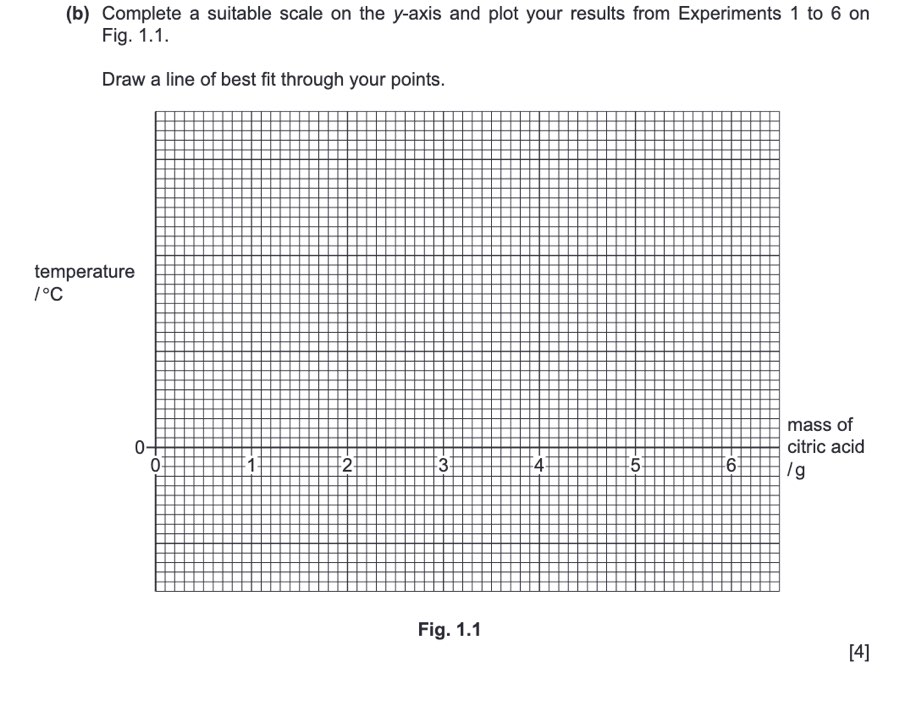 (b) Complete a suitable scale on the y-axis and plot your results from Experiments 1 to 6 on
Fig. 1.1.
Draw a line of best fit through your points.
temperature
/ °C
0
0 1 2 3 4 5 6
mass of
citric acid
/ g
Fig. 1.1
[4]